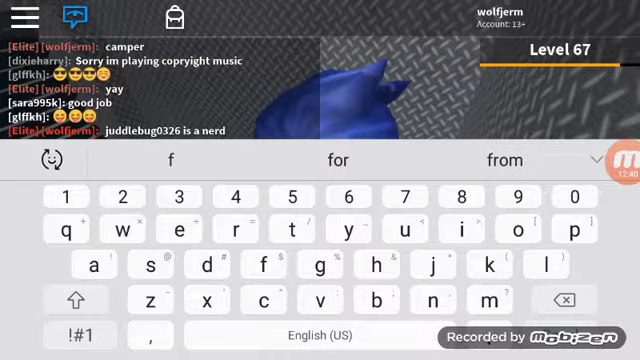 wolfjerm
Account: 13+
Level 67
[Elite] [wolfjerm]: camper
[dixieharry]: Sorry im playing copryight music
[glffkh]: 😎😎😎☺️
[Elite] [wolfjerm]: yay
[sara995k]: good job
[glffkh]: 😋😋😋
[Elite] [wolfjerm]: juddlebug0326 is a nerd
f for from
12:40
1 2 3 4 5 6 7 8 9 0
q w e r t y u i o p
a s d f g h j k l
z x c v b n m
!#1 , English (US)
Recorded by mobizen